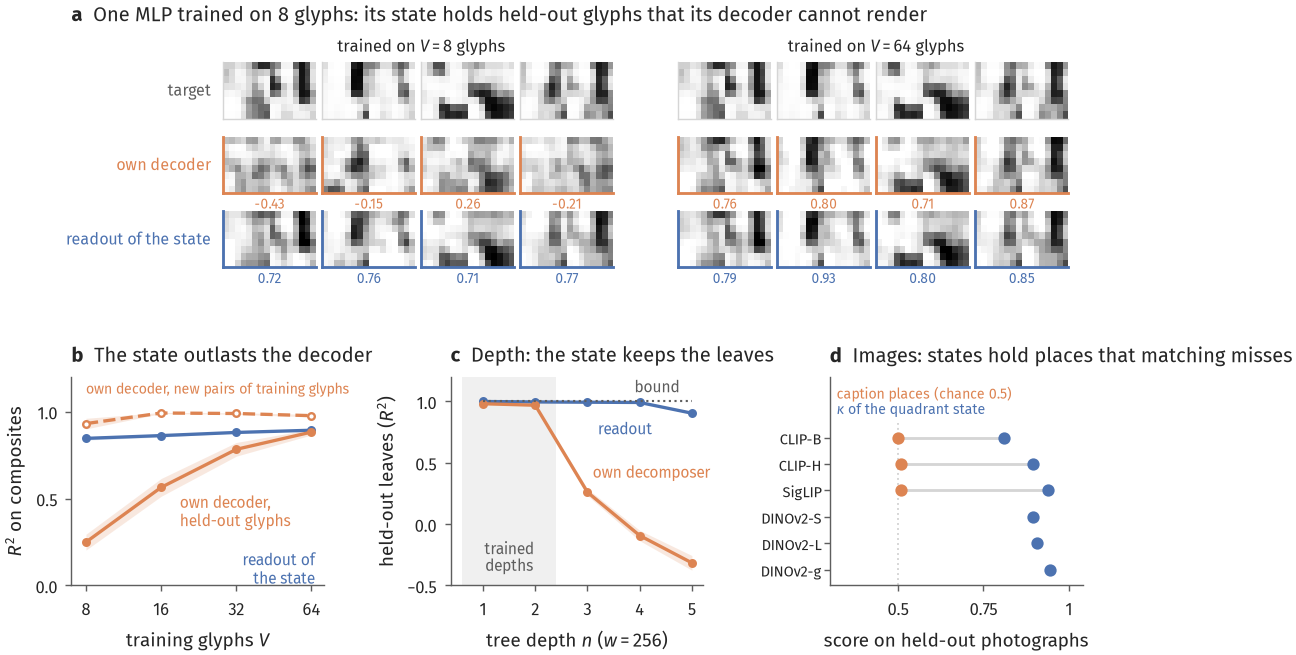 a One MLP trained on 8 glyphs: its state holds held-out glyphs that its decoder cannot render
trained on V = 8 glyphs
trained on V = 64 glyphs
target
own decoder
-0.43 -0.15 0.26 -0.21
0.76 0.80 0.71 0.87
readout of the state
0.72 0.76 0.71 0.77
0.79 0.93 0.80 0.85
b The state outlasts the decoder
own decoder, new pairs of training glyphs
1.0
0.5
0.0
R² on composites
own decoder,
held-out glyphs
readout of
the state
8 16 32 64
training glyphs V
c Depth: the state keeps the leaves
bound
readout
own decomposer
trained
depths
1.0
0.5
0.0
−0.5
held-out leaves (R²)
1 2 3 4 5
tree depth n (w = 256)
d Images: states hold places that matching misses
caption places (chance 0.5)
κ of the quadrant state
CLIP-B
CLIP-H
SigLIP
DINOv2-S
DINOv2-L
DINOv2-g
0.5 0.75 1
score on held-out photographs